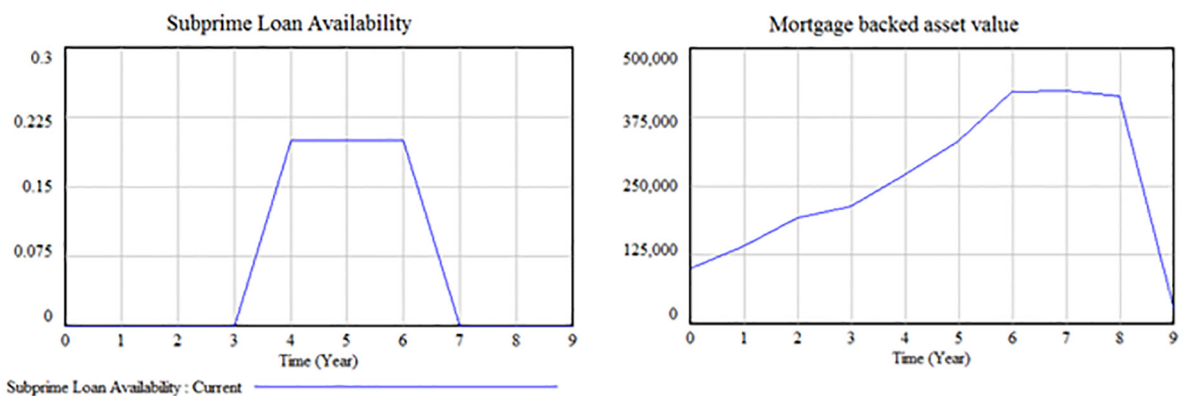 Subprime Loan Availability
0.3
0.225
0.15
0.075
0
0 1 2 3 4 5 6 7 8 9
Time (Year)
Subprime Loan Availability : Current
Mortgage backed asset value
500,000
375,000
250,000
125,000
0
0 1 2 3 4 5 6 7 8 9
Time (Year)